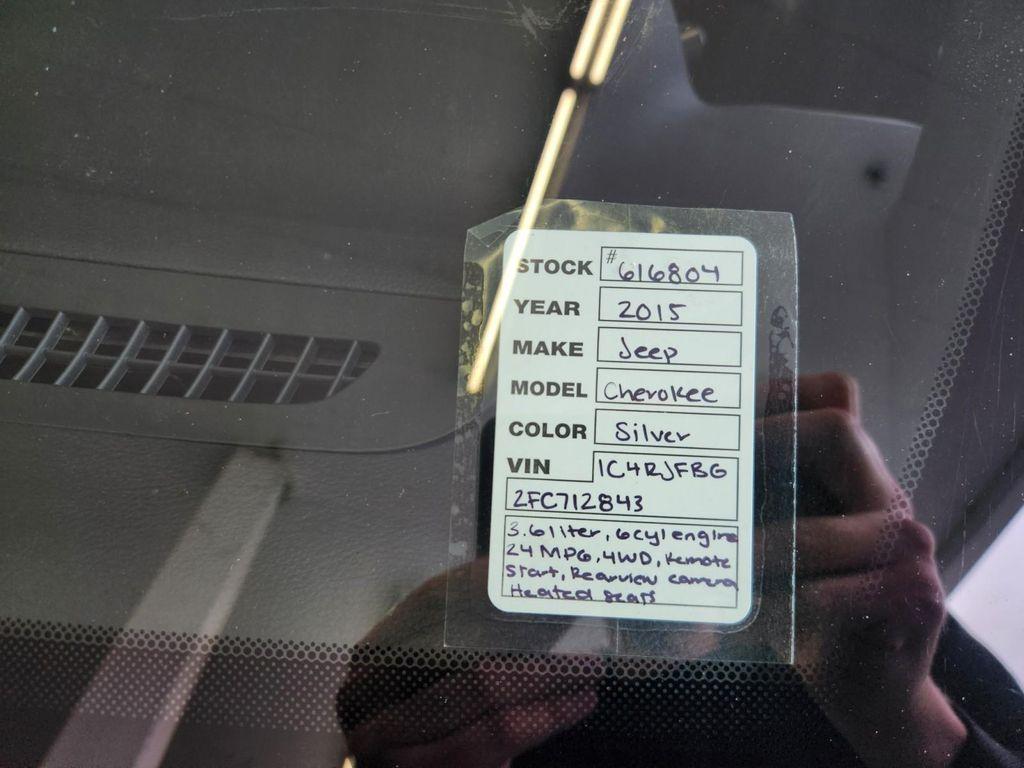 STOCK # 616804
YEAR 2015
MAKE Jeep
MODEL Cherokee
COLOR Silver
VIN 1C4RJFBG
2FC712843
3.6liter, 6cyl engine
24 MPG, 4WD, Remote
Start, Rearview camera
Heated seats